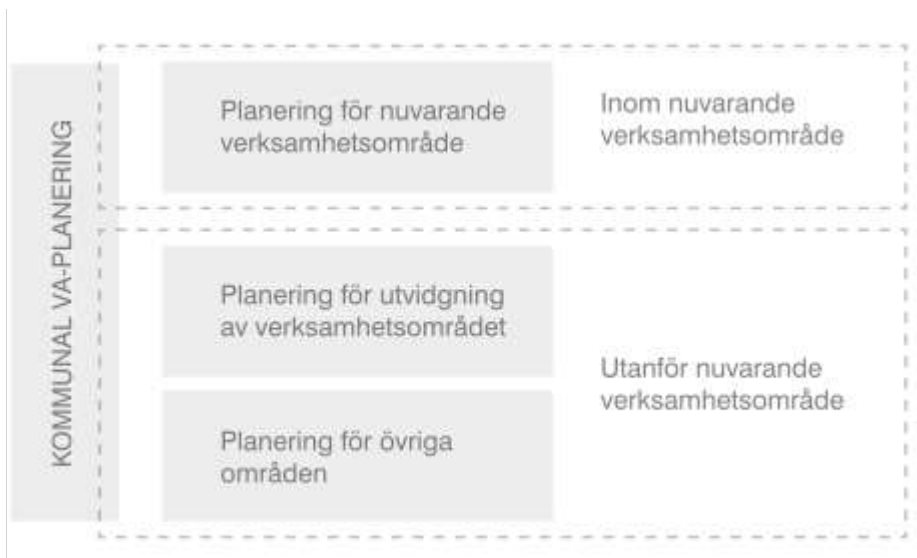 KOMMUNAL VA-PLANERING
Planering för nuvarande
verksamhetsområde
Inom nuvarande
verksamhetsområde
Planering för utvidgning
av verksamhetsområdet
Planering för övriga
områden
Utanför nuvarande
verksamhetsområde